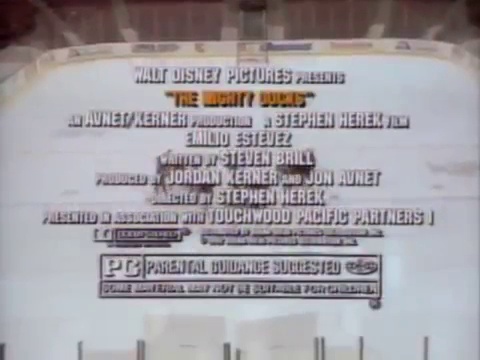 WALT DISNEY PICTURES PRESENTS
"THE MIGHTY DUCKS"
AN AVNET/KERNER PRODUCTION A STEPHEN HEREK FILM
EMILIO ESTEVEZ
WRITTEN BY STEVEN BRILL
PRODUCED BY JORDAN KERNER AND JON AVNET
DIRECTED BY STEPHEN HEREK
PRESENTED IN ASSOCIATION WITH TOUCHWOOD PACIFIC PARTNERS I
PG PARENTAL GUIDANCE SUGGESTED
SOME MATERIAL MAY NOT BE SUITABLE FOR CHILDREN